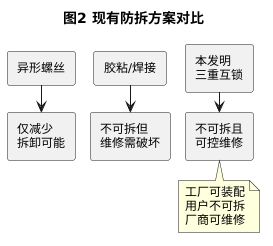 图2 现有防拆方案对比
异形螺丝
胶粘/焊接
本发明
三重互锁
仅减少
拆卸可能
不可拆但
维修需破坏
不可拆且
可控维修
工厂可装配
用户不可拆
厂商可维修